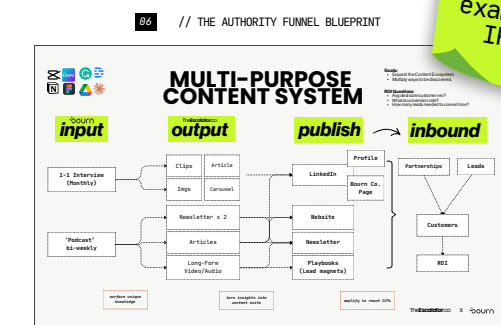 06 // THE AUTHORITY FUNNEL BLUEPRINT
exa
IP
MULTI-PURPOSE
CONTENT SYSTEM
Goals:
Expand the Content Ecosystem
Multiply ways to be discovered.
ROI Questions
Avg deal size/customer rev?
What is conversion rate?
How many leads needed to convert one?
bourn
input
TheEscalator.co
output
publish
inbound
1-1 Interview
(Monthly)
'Podcast'
bi-weekly
Clips
Article
Imgs
Carousel
Newsletter x 2
Articles
Long-Form
Video/Audio
LinkedIn
Profile
Bourn Co.
Page
Website
Newsletter
Playbooks
(Lead magnets)
Partnerships
Leads
Customers
ROI
surface unique
knowledge
turn insights into
content units
amplify to reach ICPs
TheEscalator.co X bourn